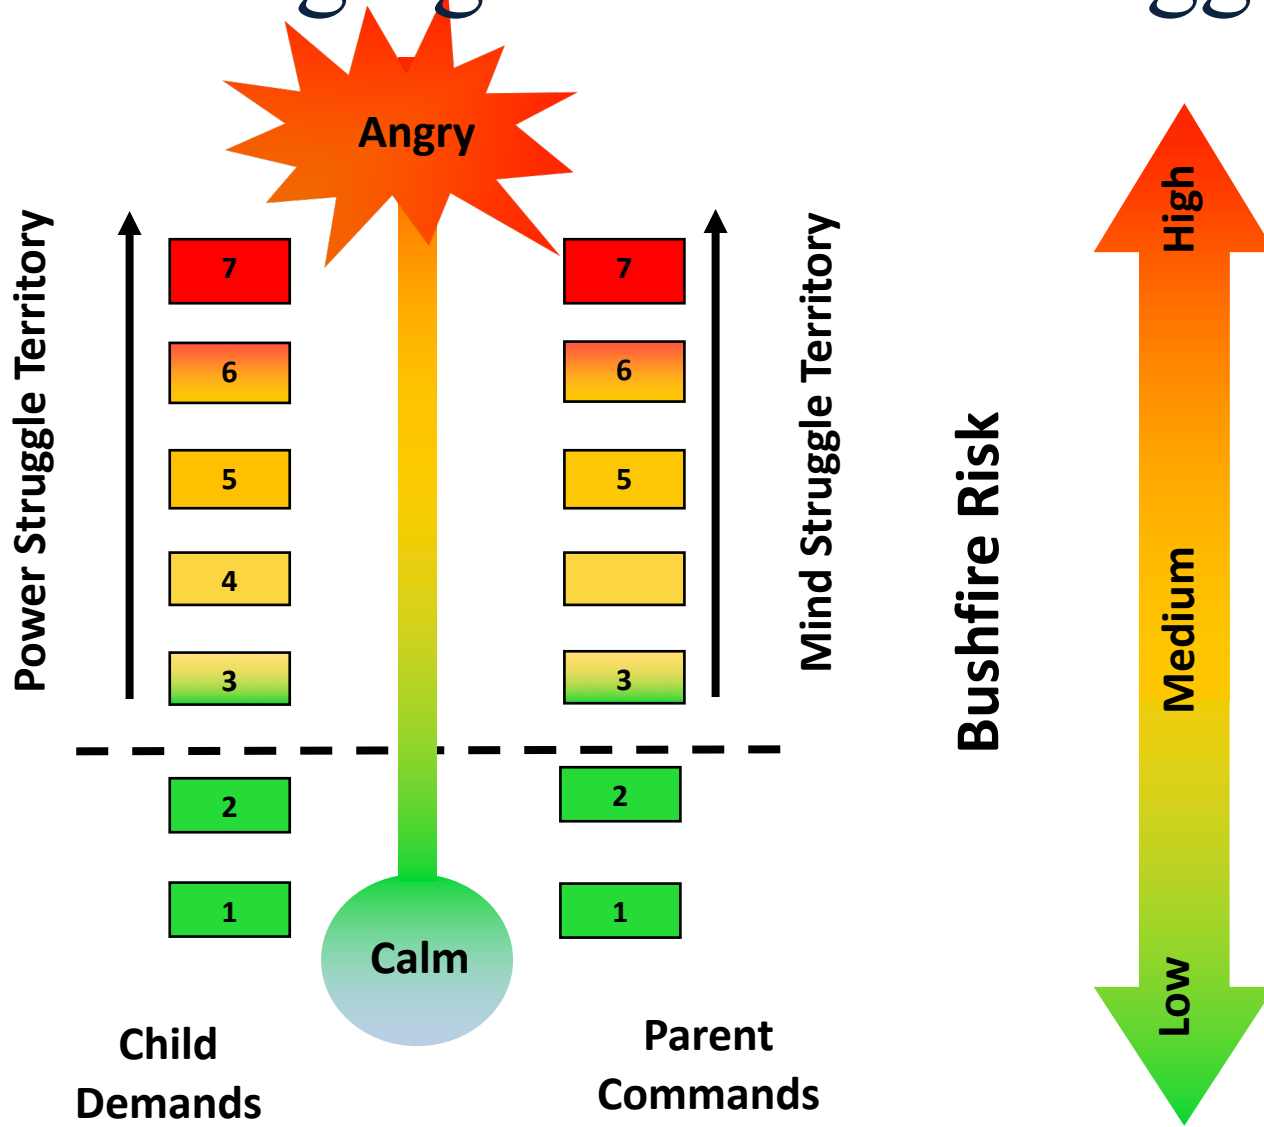 Angry
Power Struggle Territory
7
6
5
4
3
2
1
Calm
7
6
5
3
2
1
Mind Struggle Territory
Child
Demands
Parent
Commands
Bushfire Risk
High
Medium
Low